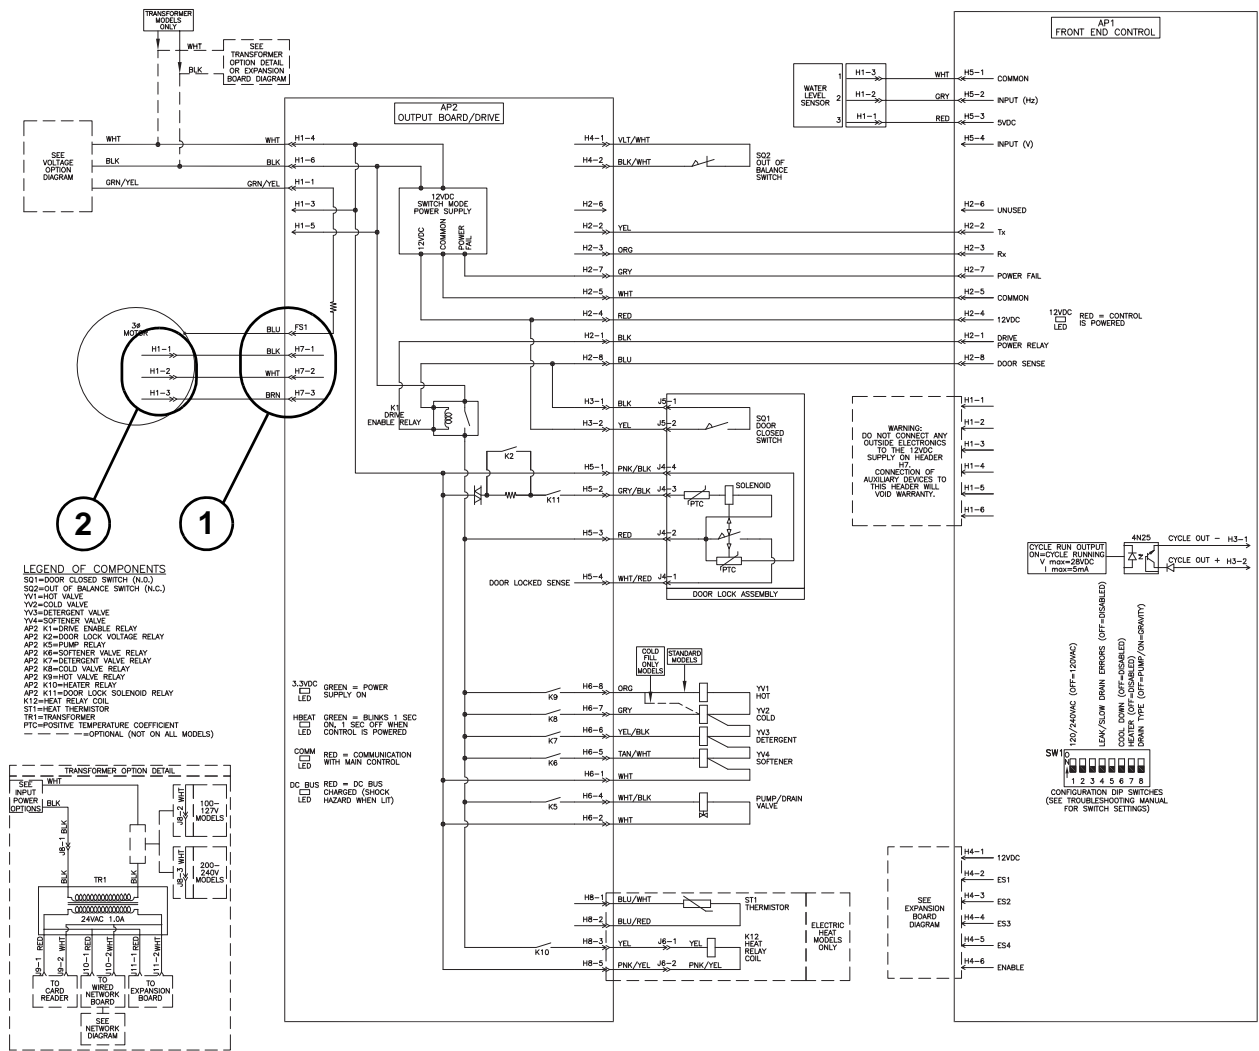 TRANSFORMER
MODELS
ONLY
WHT
BLK
SEE
TRANSFORMER
OPTION DETAIL
OR EXPANSION
BOARD DIAGRAM
SEE
VOLTAGE
OPTION
DIAGRAM
WHT
BLK
GRN/YEL
WHT
BLK
GRN/YEL
AP2
OUTPUT BOARD/DRIVE
H1-4
H1-6
H1-1
H1-3
H1-5
12VDC
SWITCH MODE
POWER SUPPLY
12VDC
COMMON
POWER
FAIL
3ø
MOTOR
H1-1
H1-2
H1-3
BLU
BLK
WHT
BRN
FS1
H7-1
H7-2
H7-3
2
1
K1
DRIVE
ENABLE RELAY
K2
K11
H4-1 VLT/WHT
H4-2 BLK/WHT
SQ2
OUT OF
BALANCE
SWITCH
H2-6
H2-2 YEL
H2-3 ORG
H2-7 GRY
H2-5 WHT
H2-4 RED
H2-1 BLK
H2-8 BLU
H3-1 BLK J5-1
H3-2 YEL J5-2
SQ1
DOOR
CLOSED
SWITCH
H5-1 PNK/BLK J4-4
H5-2 GRY/BLK J4-3
PTC
SOLENOID
H5-3 RED J4-2
PTC
DOOR LOCKED SENSE H5-4 WHT/RED J4-1
DOOR LOCK ASSEMBLY
AP1
FRONT END CONTROL
WATER
LEVEL
SENSOR
1 H1-3 WHT H5-1 COMMON
2 H1-2 GRY H5-2 INPUT (Hz)
3 H1-1 RED H5-3 5VDC
H5-4 INPUT (V)
H2-6 UNUSED
H2-2 Tx
H2-3 Rx
H2-7 POWER FAIL
H2-5 COMMON
H2-4 12VDC
H2-1 DRIVE
POWER RELAY
H2-8 DOOR SENSE
12VDC
LED
RED = CONTROL
IS POWERED
WARNING:
DO NOT CONNECT ANY
OUTSIDE ELECTRONICS
TO THE 12VDC
SUPPLY ON HEADER
H7.
CONNECTION OF
AUXILIARY DEVICES TO
THIS HEADER WILL
VOID WARRANTY.
H1-1
H1-2
H1-3
H1-4
H1-5
H1-6
CYCLE RUN OUTPUT
ON=CYCLE RUNNING
V max=28VDC
I max=5mA
4N25
CYCLE OUT - H3-1
CYCLE OUT + H3-2
LEGEND OF COMPONENTS
SQ1=DOOR CLOSED SWITCH (N.O.)
SQ2=OUT OF BALANCE SWITCH (N.C.)
YV1=HOT VALVE
YV2=COLD VALVE
YV3=DETERGENT VALVE
YV4=SOFTENER VALVE
AP2 K1=DRIVE ENABLE RELAY
AP2 K2=DOOR LOCK VOLTAGE RELAY
AP2 K5=PUMP RELAY
AP2 K6=SOFTENER VALVE RELAY
AP2 K7=DETERGENT VALVE RELAY
AP2 K8=COLD VALVE RELAY
AP2 K9=HOT VALVE RELAY
AP2 K10=HEATER RELAY
AP2 K11=DOOR LOCK SOLENOID RELAY
K12=HEAT RELAY COIL
ST1=HEAT THERMISTOR
TR1=TRANSFORMER
PTC=POSITIVE TEMPERATURE COEFFICIENT
=OPTIONAL (NOT ON ALL MODELS)
3.3VDC
LED
GREEN = POWER
SUPPLY ON
HBEAT
LED
GREEN = BLINKS 1 SEC
ON, 1 SEC OFF WHEN
CONTROL IS POWERED
COMM
LED
RED = COMMUNICATION
WITH MAIN CONTROL
DC BUS
LED
RED = DC BUS
CHARGED (SHOCK
HAZARD WHEN LIT)
COLD
FILL
ONLY
MODELS
STANDARD
MODELS
K9 H6-8 ORG
YV1
HOT
K8 H6-7 GRY
YV2
COLD
K7 H6-6 YEL/BLK
YV3
DETERGENT
K6 H6-5 TAN/WHT
YV4
SOFTENER
H6-1 WHT
K5 H6-4 WHT/BLK
PUMP/DRAIN
VALVE
H6-2 WHT
H8-1 BLU/WHT
ST1
THERMISTOR
H8-2 BLU/RED
K10 H8-3 YEL J6-1 YEL
K12
HEAT
RELAY
COIL
H8-5 PNK/YEL J6-2 PNK/YEL
ELECTRIC
HEAT
MODELS
ONLY
120/240VAC (OFF=120VAC)
LEAK/SLOW DRAIN ERRORS (OFF=DISABLED)
COOL DOWN (OFF=DISABLED)
HEATER (OFF=DISABLED)
DRAIN TYPE (OFF=PUMP/ON=GRAVITY)
SW1
O
N
1 2 3 4 5 6 7 8
CONFIGURATION DIP SWITCHES
(SEE TROUBLESHOOTING MANUAL
FOR SWITCH SETTINGS)
SEE
EXPANSION
BOARD
DIAGRAM
H4-1 12VDC
H4-2 ES1
H4-3 ES2
H4-4 ES3
H4-5 ES4
H4-6 ENABLE
TRANSFORMER OPTION DETAIL
SEE
INPUT
POWER
OPTIONS
WHT
BLK
J8-1 BLK
BLK
BLK
J8-2 WHT
100-
127V
MODELS
J8-3 WHT
200-
240V
MODELS
TR1
24VAC 1.0A
J9-1 RED
J9-2 WHT
J10-1 RED
J10-2 WHT
J11-1 RED
J11-2 WHT
TO
CARD
READER
TO
WIRED
NETWORK
BOARD
TO
EXPANSION
BOARD
SEE
NETWORK
DIAGRAM